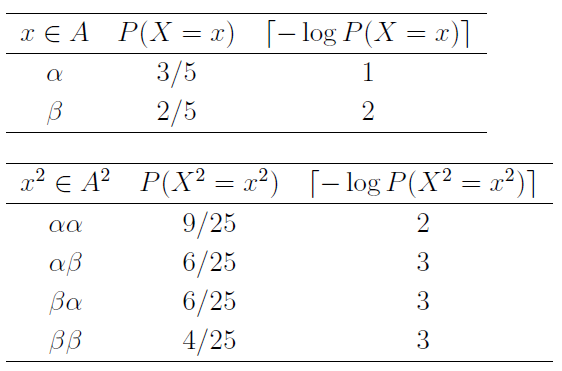 x ∈ A P(X = x) ⌈− log P(X = x)⌉
α 3/5 1
β 2/5 2
x² ∈ A² P(X² = x²) ⌈− log P(X² = x²)⌉
αα 9/25 2
αβ 6/25 3
βα 6/25 3
ββ 4/25 3